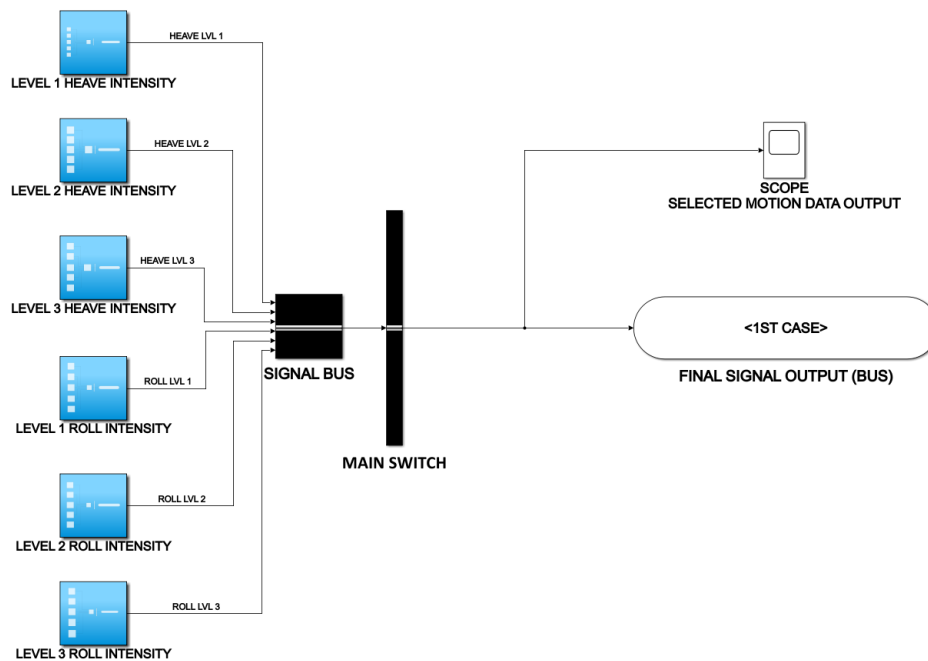 HEAVE LVL 1
LEVEL 1 HEAVE INTENSITY
HEAVE LVL 2
LEVEL 2 HEAVE INTENSITY
HEAVE LVL 3
LEVEL 3 HEAVE INTENSITY
ROLL LVL 1
LEVEL 1 ROLL INTENSITY
ROLL LVL 2
LEVEL 2 ROLL INTENSITY
ROLL LVL 3
LEVEL 3 ROLL INTENSITY
SIGNAL BUS
MAIN SWITCH
SCOPE
SELECTED MOTION DATA OUTPUT
<1ST CASE>
FINAL SIGNAL OUTPUT (BUS)